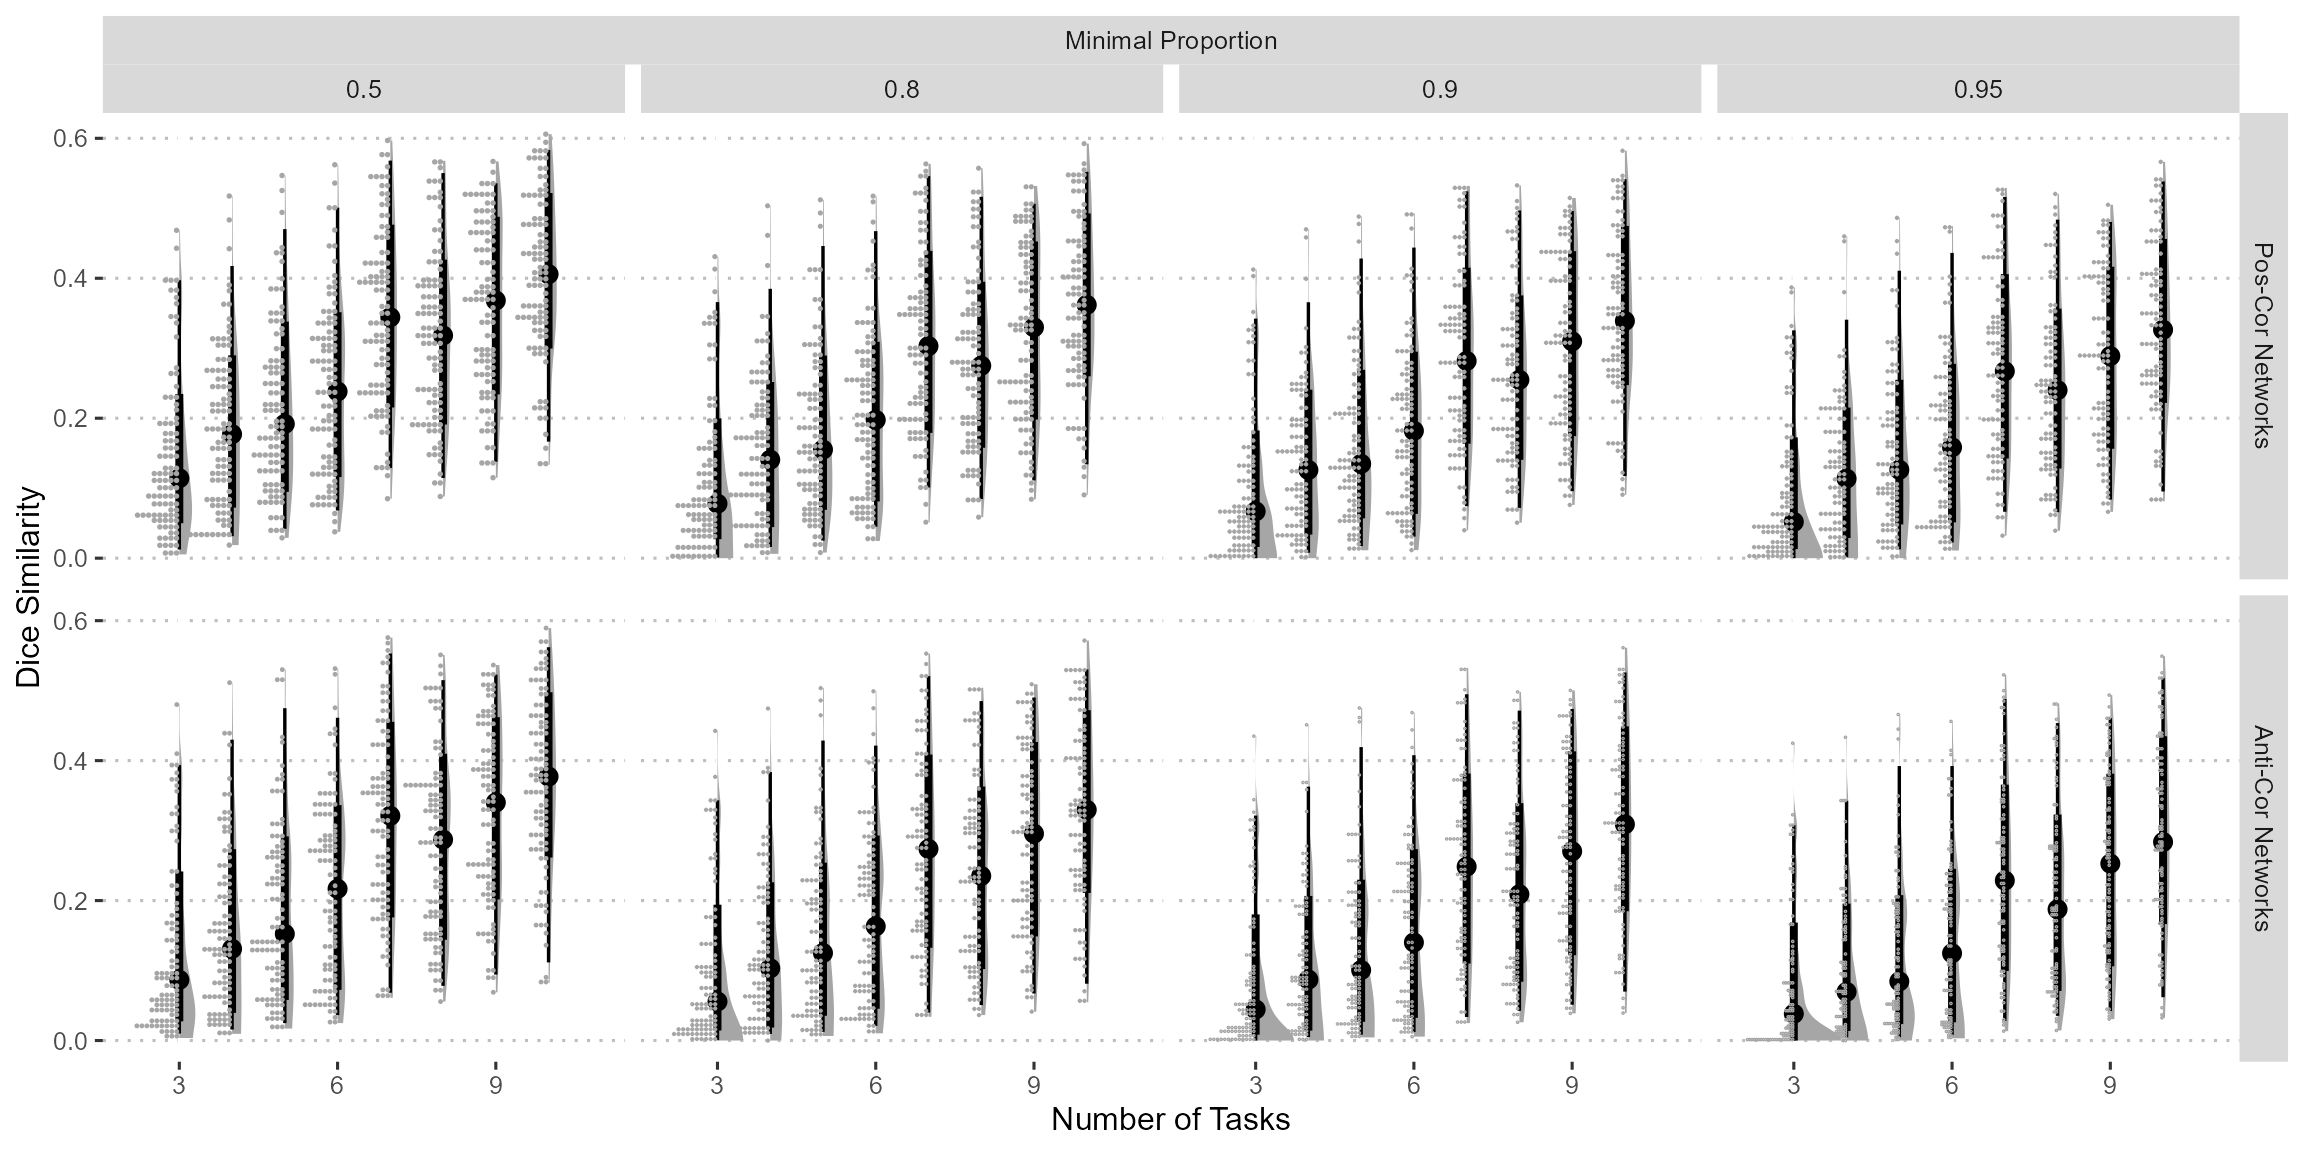 Minimal Proportion
0.5 0.8 0.9 0.95
Dice Similarity
0.6
0.4
0.2
0.0
Pos-Cor Networks
0.6
0.4
0.2
0.0
Anti-Cor Networks
3 6 9 3 6 9 3 6 9 3 6 9
Number of Tasks